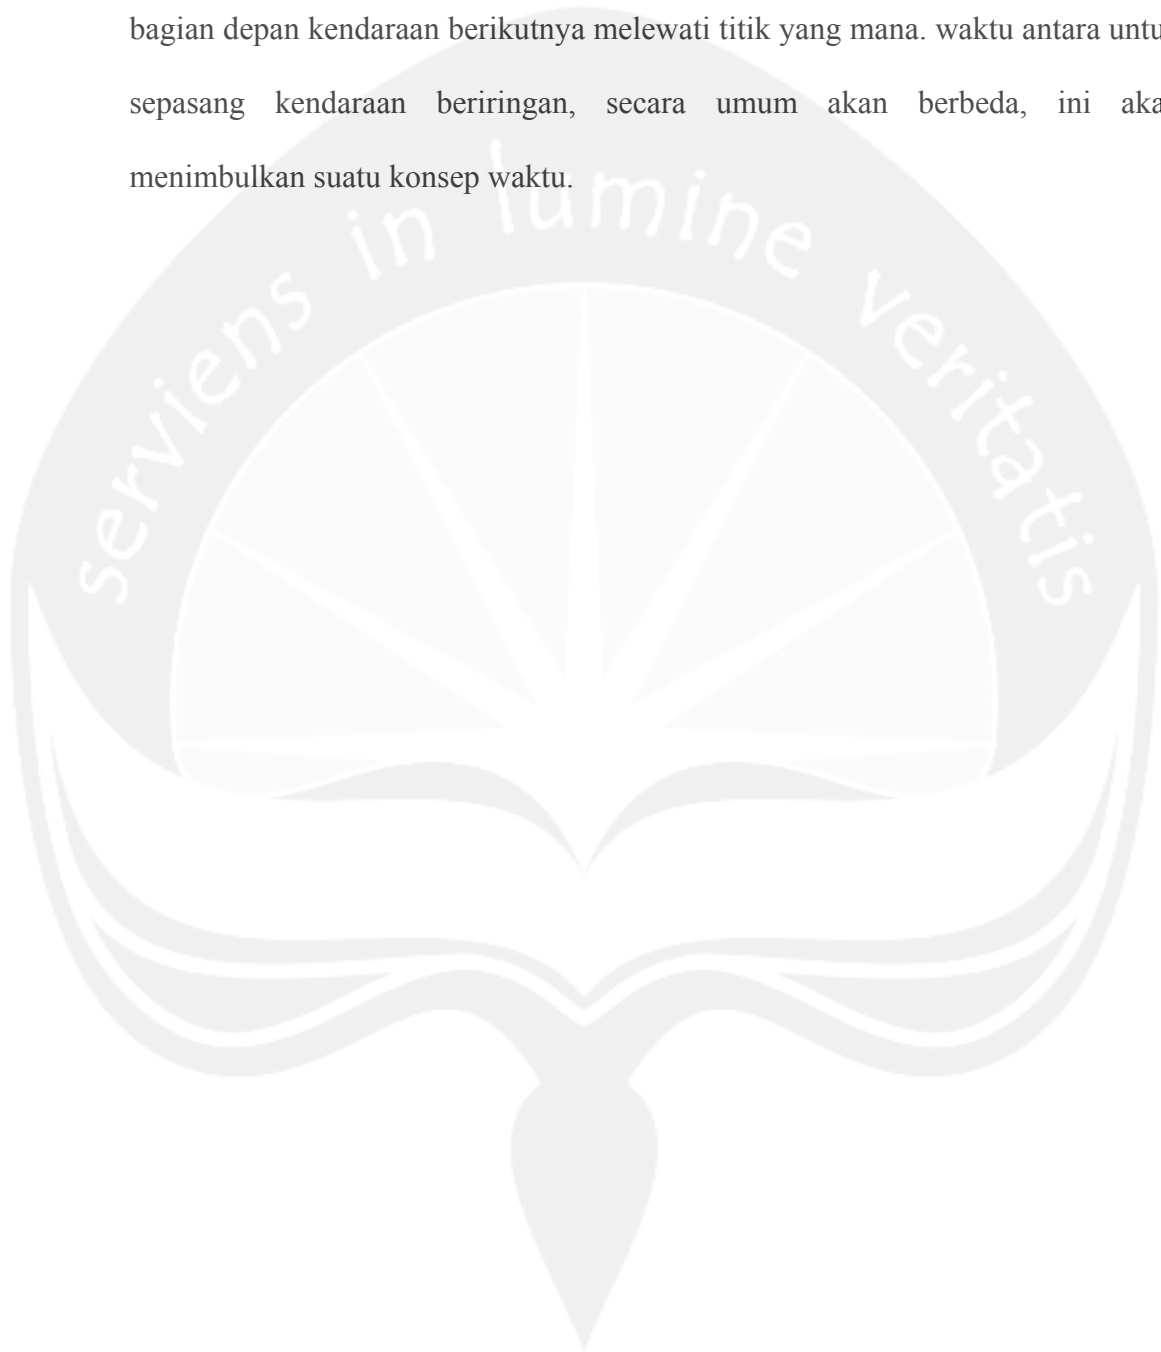 bagian depan kendaraan berikutnya melewati titik yang mana. waktu antara untu
sepasang kendaraan beriringan, secara umum akan berbeda, ini aka
menimbulkan suatu konsep waktu.
serviens in lumine veritatis